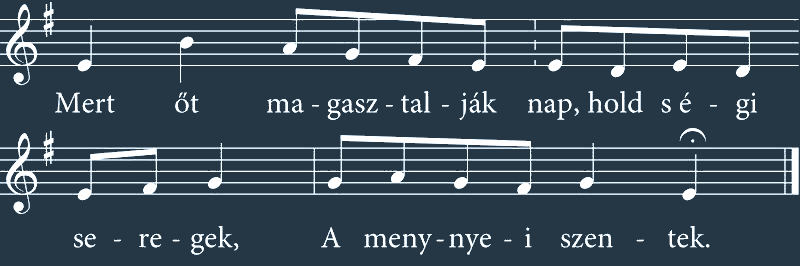 Mert őt ma - gasz - tal - ják nap, hold s é - gi
se - re - gek, A meny - nye - i szen - tek.